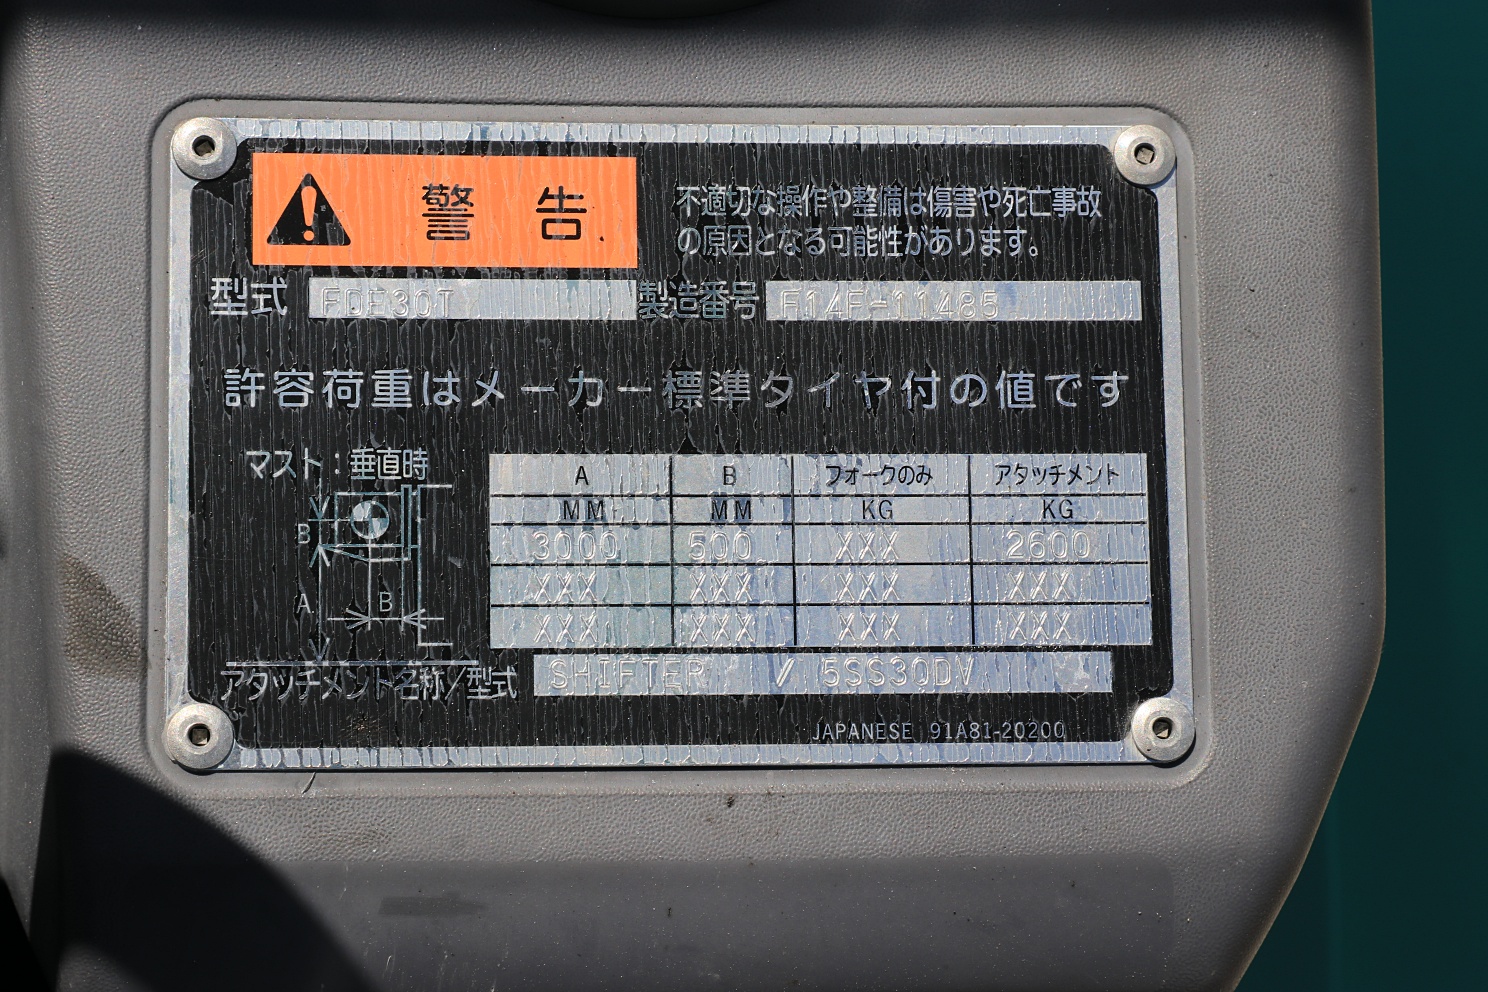 警告
不適切な操作や整備は傷害や死亡事故
の原因となる可能性があります。
型式 FDE30T 製造番号 F14F-11485
許容荷重はメーカー標準タイヤ付の値です
マスト：垂直時
B
A
B
A B フォークのみ アタッチメント
MM MM KG KG
3000 500 XXX 2600
XXX XXX XXX XXX
XXX XXX XXX XXX
アタッチメント名称/型式 SHIFTER / 5SS30DV
JAPANESE 91A81-20200